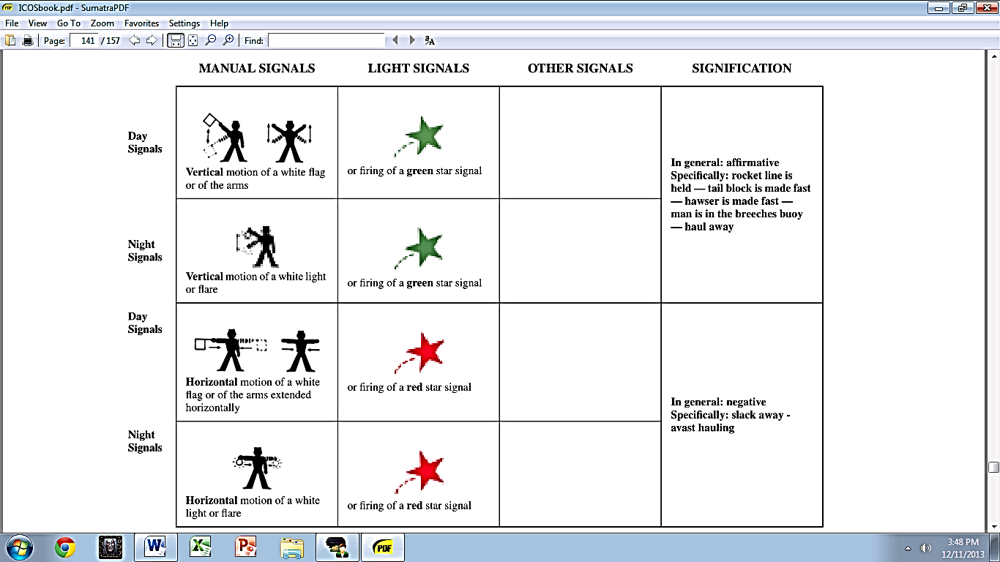 ICOSbook.pdf - SumatraPDF
File View Go To Zoom Favorites Settings Help
Page: 141 / 157 Find:
MANUAL SIGNALS LIGHT SIGNALS OTHER SIGNALS SIGNIFICATION
Day
Signals
Vertical motion of a white flag
or of the arms
or firing of a green star signal
In general: affirmative
Specifically: rocket line is
held — tail block is made fast
— hawser is made fast —
man is in the breeches buoy
— haul away
Night
Signals
Vertical motion of a white light
or flare
or firing of a green star signal
Day
Signals
Horizontal motion of a white
flag or of the arms extended
horizontally
or firing of a red star signal
In general: negative
Specifically: slack away -
avast hauling
Night
Signals
Horizontal motion of a white
light or flare
or firing of a red star signal
PDF
3:48 PM
12/11/2013